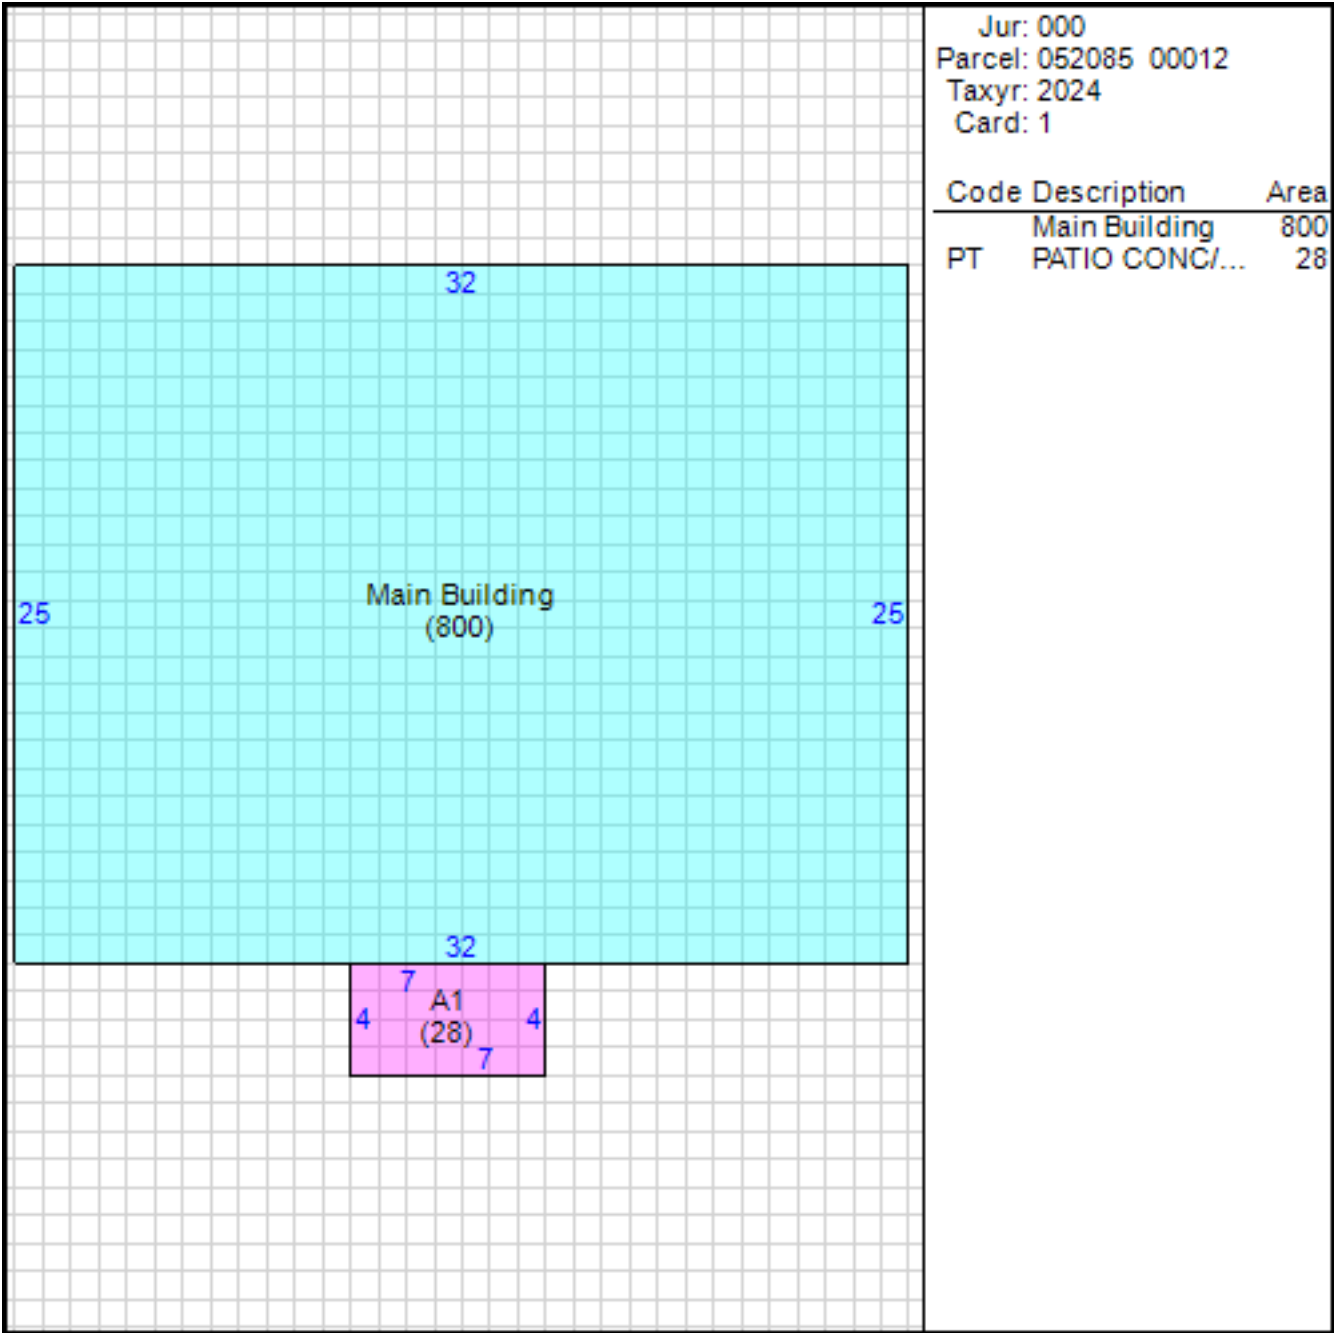 Jur: 000
Parcel: 052085 00012
Taxyr: 2024
Card: 1
Code Description Area
Main Building 800
PT PATIO CONC/... 28
32
25
Main Building
(800)
25
32
7
A1
4
4
(28)
7